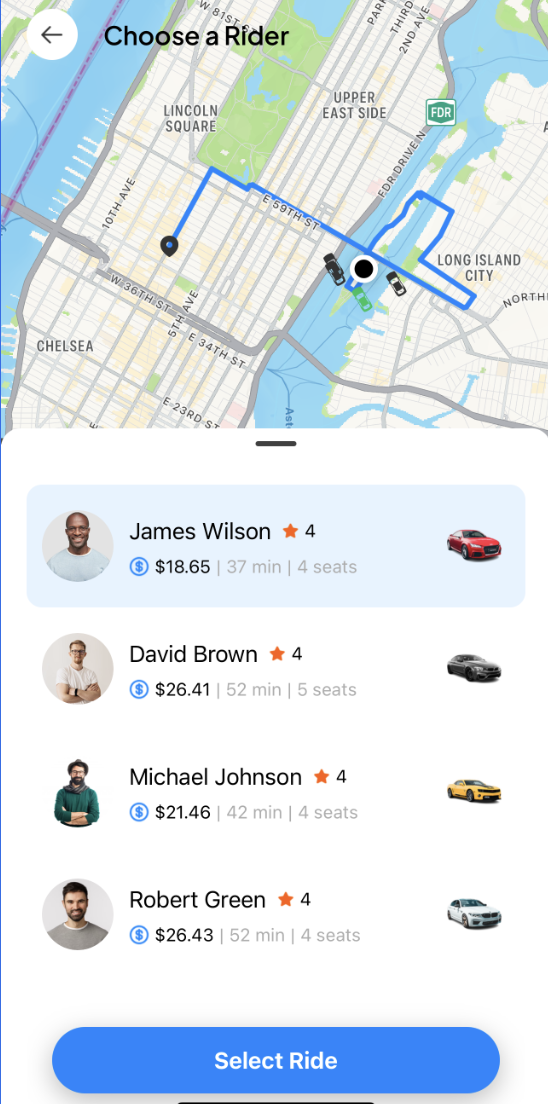 W 81ST S
Choose a Rider
PAR
THIRD
2ND AVE
LINCOLN
SQUARE
UPPER
EAST SIDE
FDR
FDR DRIVE N
10TH AVE
E 59TH ST
LONG ISLAND
CITY
W 36TH ST
5TH AVE
NORTH
CHELSEA
E 34TH ST
E 23RD ST
Ast
James Wilson 4
$18.65 | 37 min | 4 seats
David Brown 4
$26.41 | 52 min | 5 seats
Michael Johnson 4
$21.46 | 42 min | 4 seats
Robert Green 4
$26.43 | 52 min | 4 seats
Select Ride